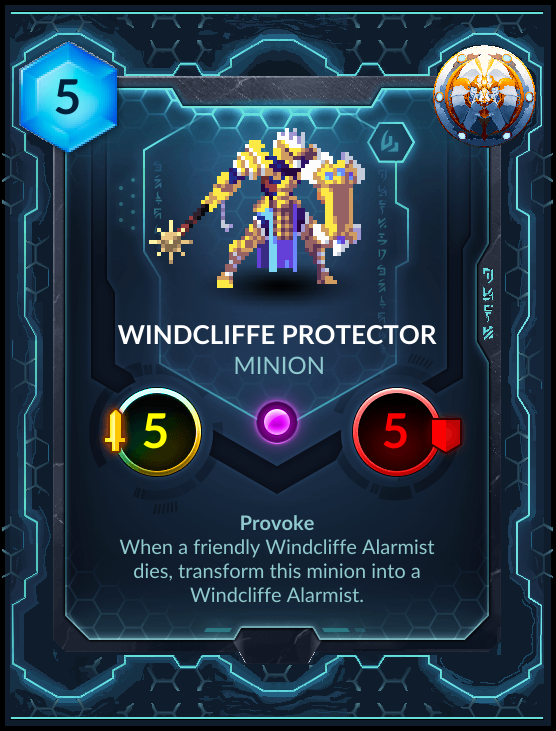 5
WINDCLIFFE PROTECTOR
MINION
5
5
Provoke
When a friendly Windcliffe Alarmist
dies, transform this minion into a
Windcliffe Alarmist.